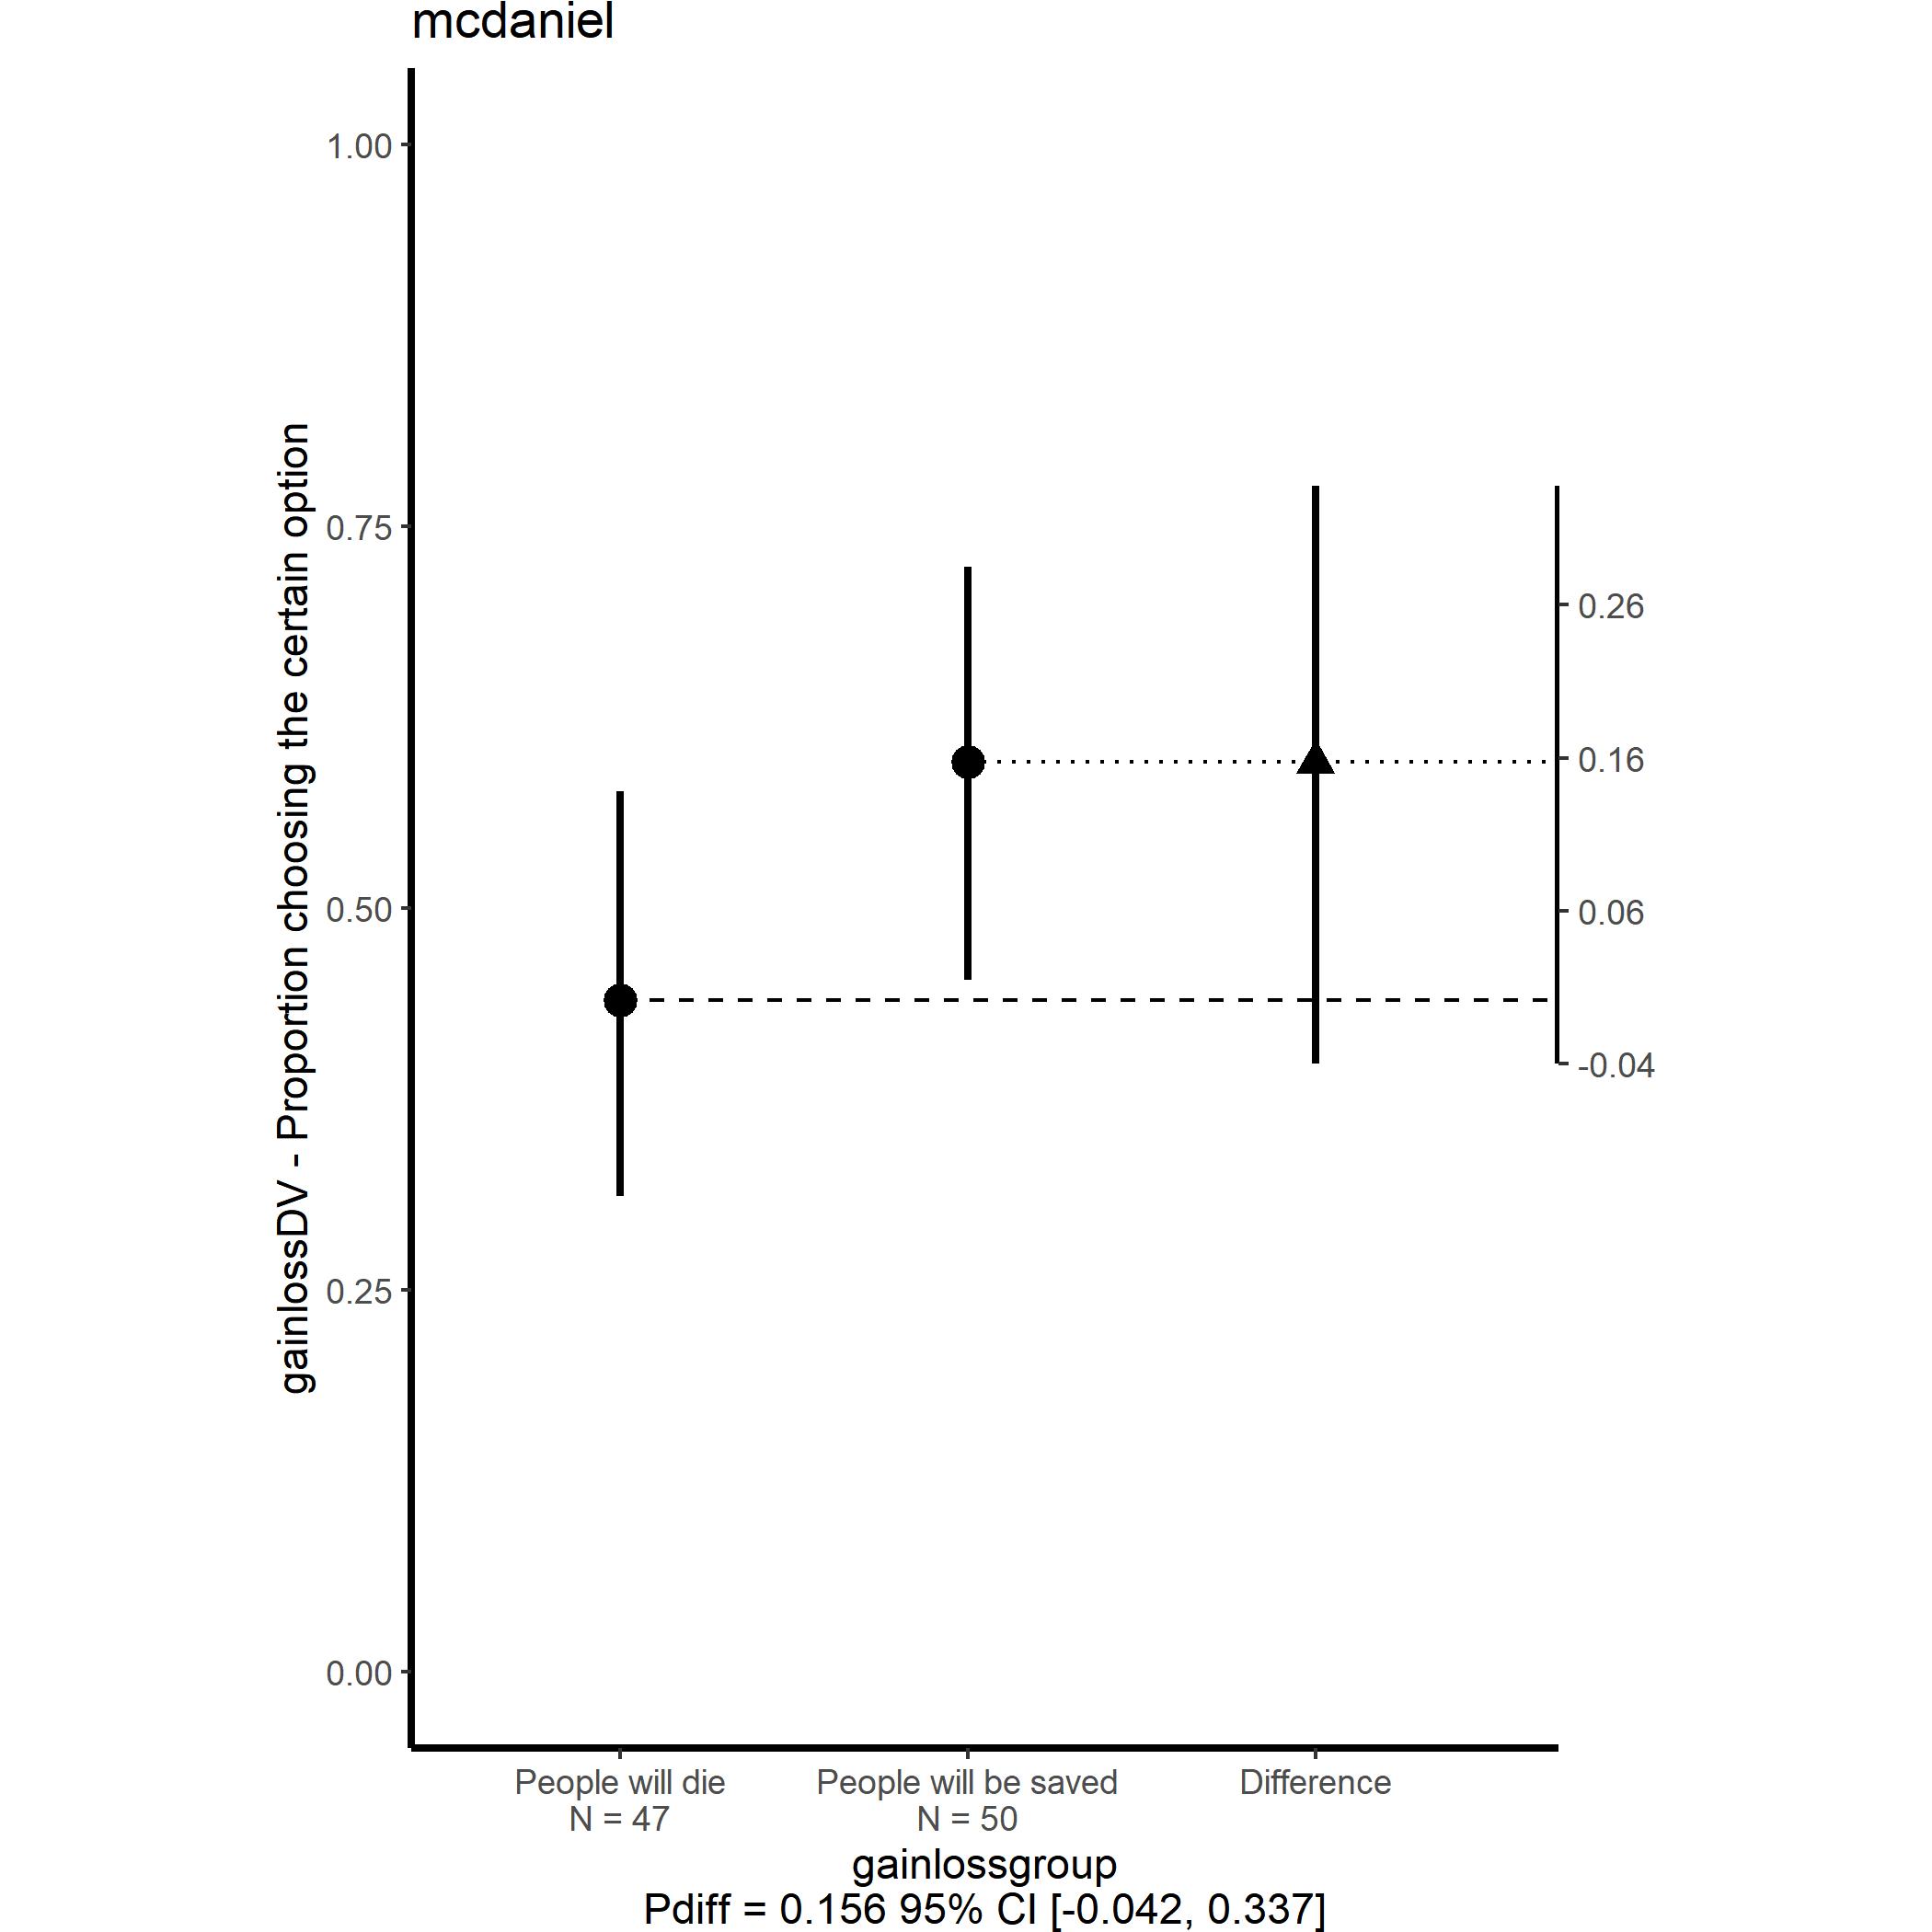 mcdaniel
gainlossDV - Proportion choosing the certain option
1.00
0.75
0.50
0.25
0.00
0.26
0.16
0.06
-0.04
People will die
N = 47
People will be saved
N = 50
Difference
gainlossgroup
Pdiff = 0.156 95% CI [-0.042, 0.337]